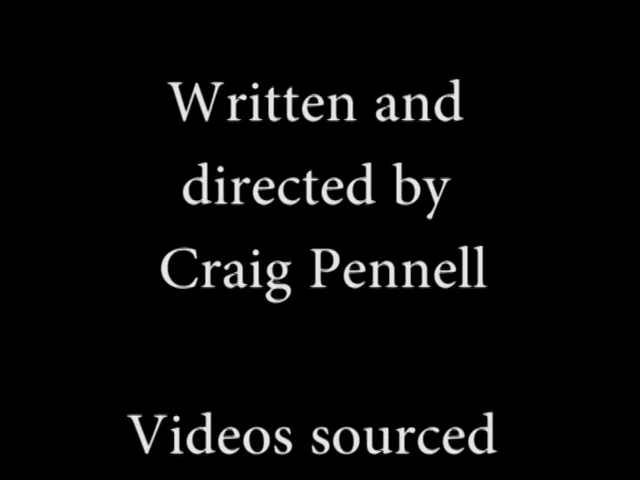 Written and
directed by
Craig Pennell
Videos sourced